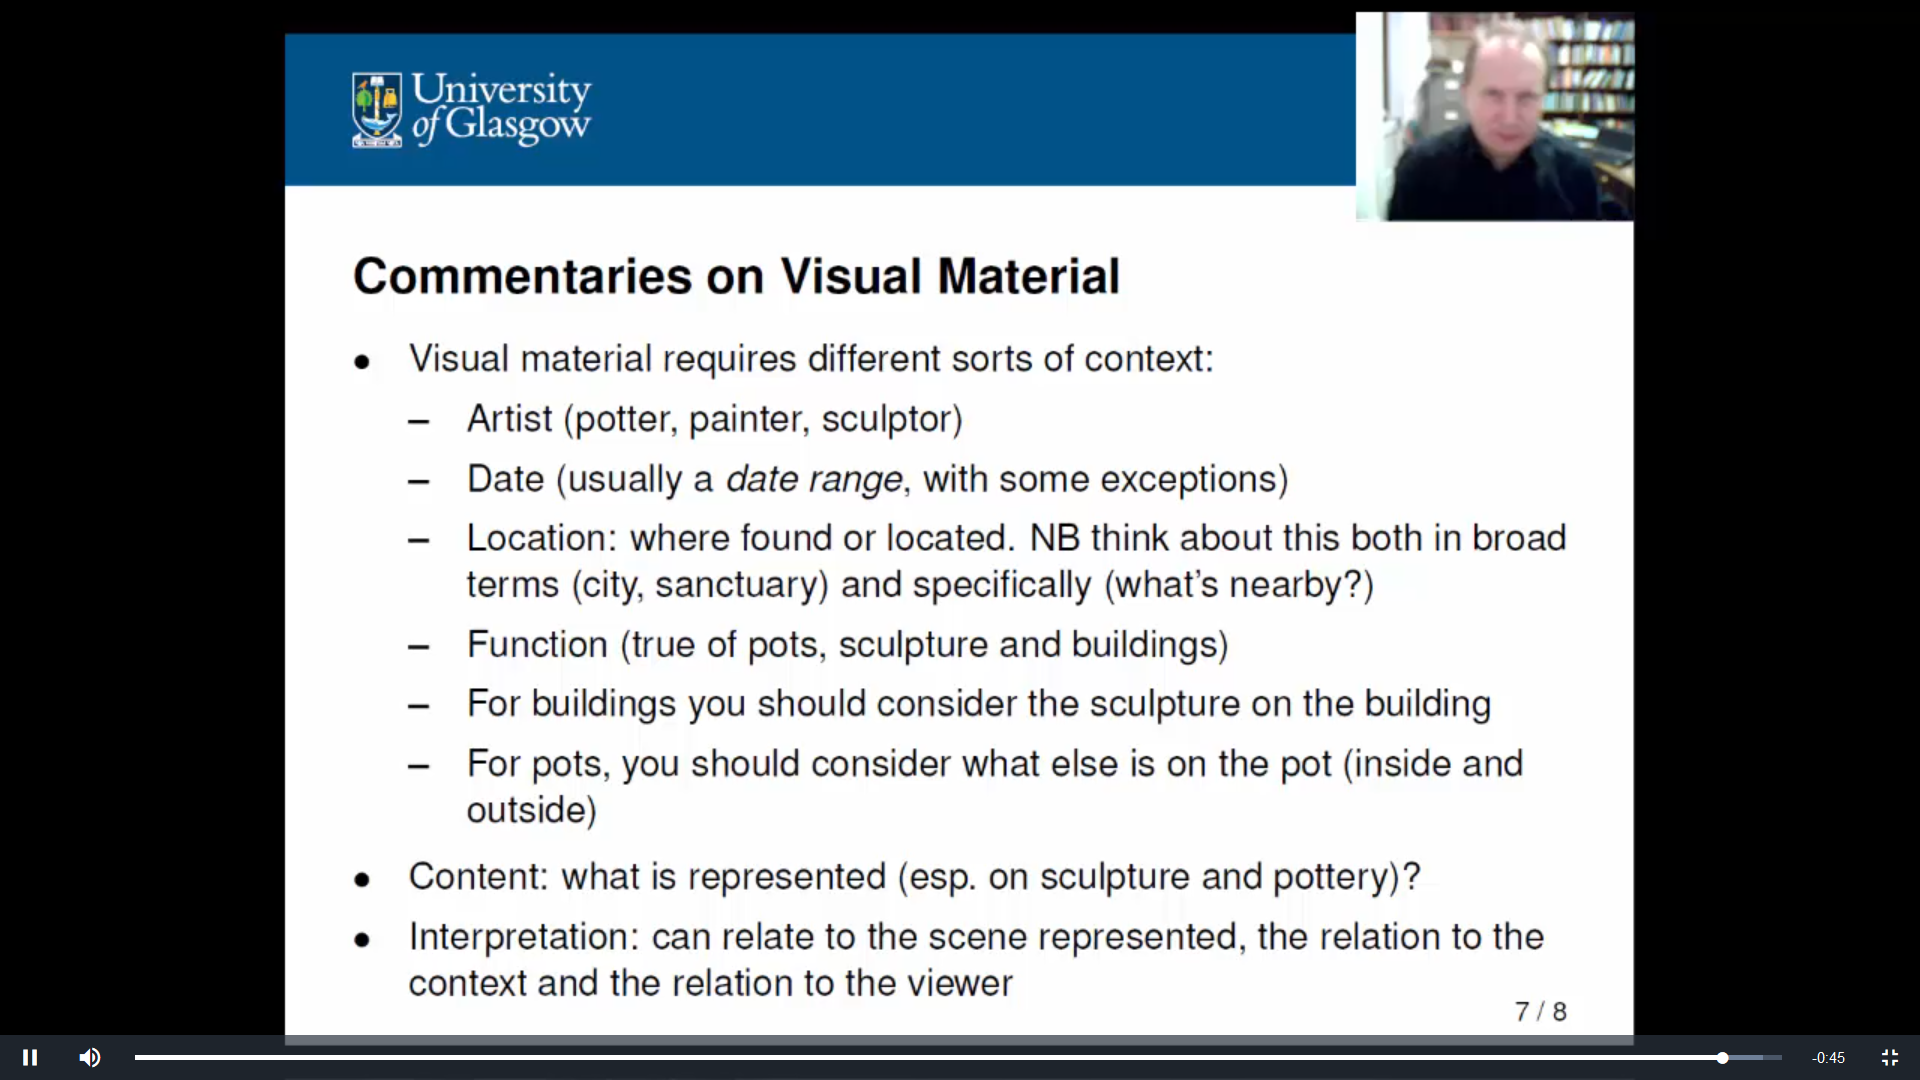 University
of Glasgow
Commentaries on Visual Material
● Visual material requires different sorts of context:
– Artist (potter, painter, sculptor)
– Date (usually a date range, with some exceptions)
– Location: where found or located. NB think about this both in broad
terms (city, sanctuary) and specifically (what's nearby?)
– Function (true of pots, sculpture and buildings)
– For buildings you should consider the sculpture on the building
– For pots, you should consider what else is on the pot (inside and
outside)
● Content: what is represented (esp. on sculpture and pottery)?
● Interpretation: can relate to the scene represented, the relation to the
context and the relation to the viewer
7 / 8
-0:45